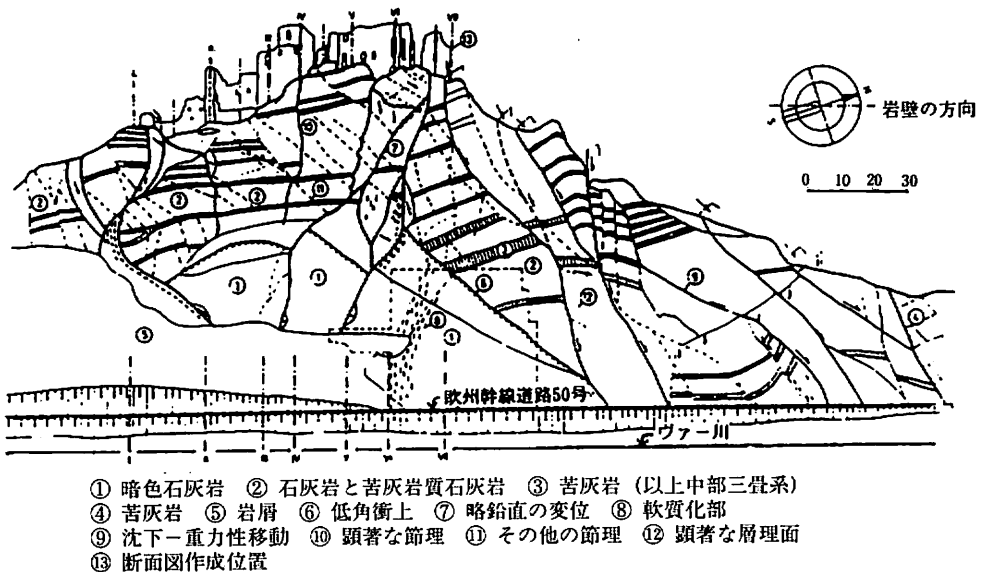 IV V VI VII
⑬
岩壁の方向
0 10 20 30
欧州幹線道路50号
ヴァー川
① 暗色石灰岩 ② 石灰岩と苦灰岩質石灰岩 ③ 苦灰岩 (以上中部三畳系)
④ 苦灰岩 ⑤ 岩屑 ⑥ 低角衝上 ⑦ 略鉛直の変位 ⑧ 軟質化部
⑨ 沈下-重力性移動 ⑩ 顕著な節理 ⑪ その他の節理 ⑫ 顕著な層理面
⑬ 断面図作成位置